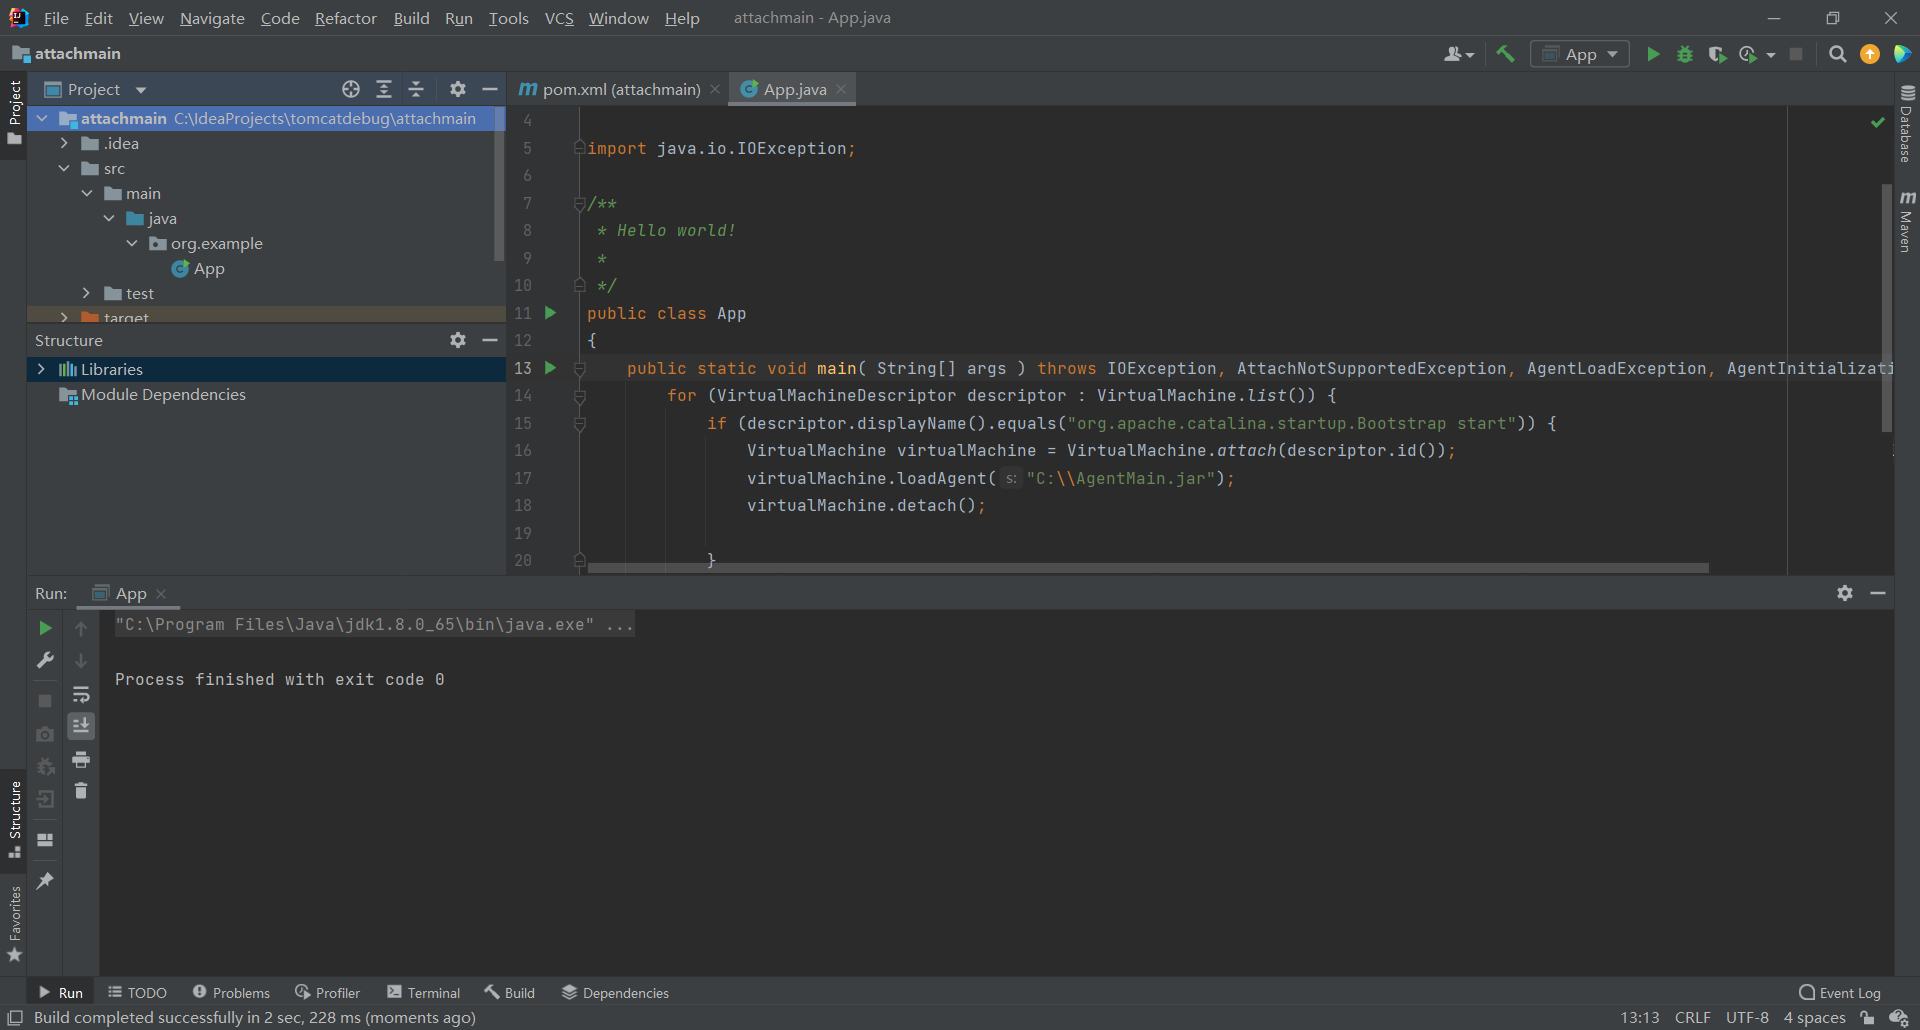 File Edit View Navigate Code Refactor Build Run Tools VCS Window Help attachmain - App.java
attachmain
App
Project
pom.xml (attachmain)
App.java
attachmain C:\IdeaProjects\tomcatdebug\attachmain
.idea
src
main
java
org.example
App
test
target
Structure
Libraries
Module Dependencies
4
5 import java.io.IOException;
6
7 /**
8 * Hello world!
9 *
10 */
11 public class App
12 {
13 public static void main( String[] args ) throws IOException, AttachNotSupportedException, AgentLoadException, AgentInitializati
14 for (VirtualMachineDescriptor descriptor : VirtualMachine.list()) {
15 if (descriptor.displayName().equals("org.apache.catalina.startup.Bootstrap start")) {
16 VirtualMachine virtualMachine = VirtualMachine.attach(descriptor.id());
17 virtualMachine.loadAgent( s: "C:\\AgentMain.jar");
18 virtualMachine.detach();
19
20 }
Project
Structure
Favorites
Database
Maven
Run: App
"C:\Program Files\Java\jdk1.8.0_65\bin\java.exe" ...
Process finished with exit code 0
Run TODO Problems Profiler Terminal Build Dependencies Event Log
Build completed successfully in 2 sec, 228 ms (moments ago) 13:13 CRLF UTF-8 4 spaces